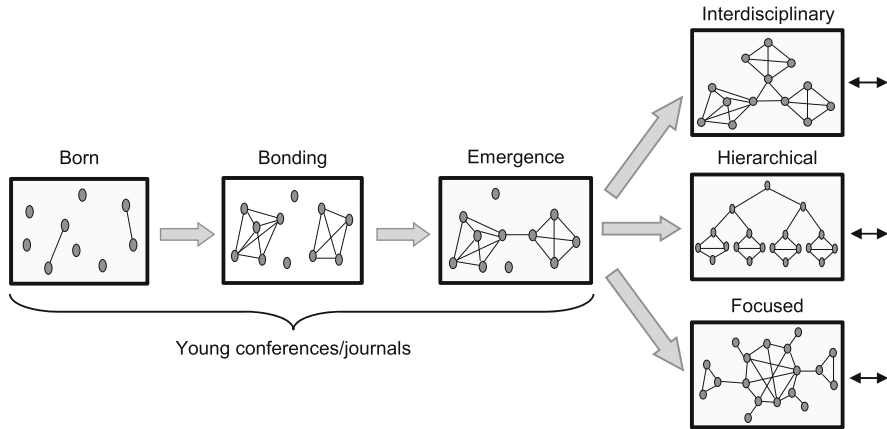 Interdisciplinary
Born
Bonding
Emergence
Hierarchical
Young conferences/journals
Focused